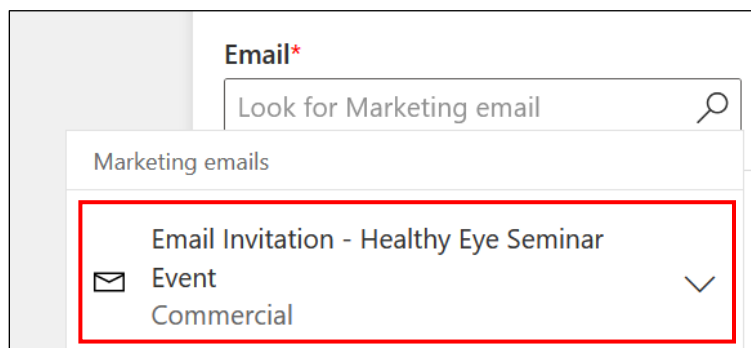 Email*
Look for Marketing email
Marketing emails
Email Invitation - Healthy Eye Seminar
Event
Commercial